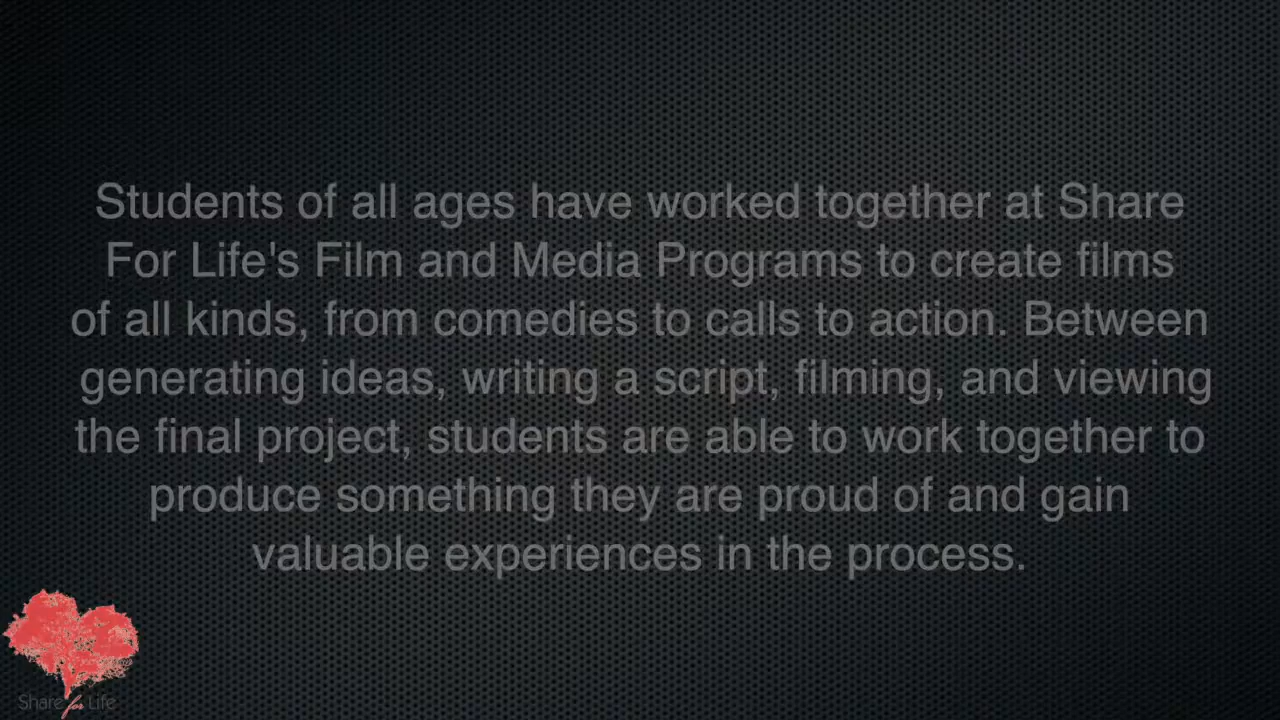 Students of all ages have worked together at Share
For Life's Film and Media Programs to create films
of all kinds, from comedies to calls to action. Between
generating ideas, writing a script, filming, and viewing
the final project, students are able to work together to
produce something they are proud of and gain
valuable experiences in the process.
Share for Life